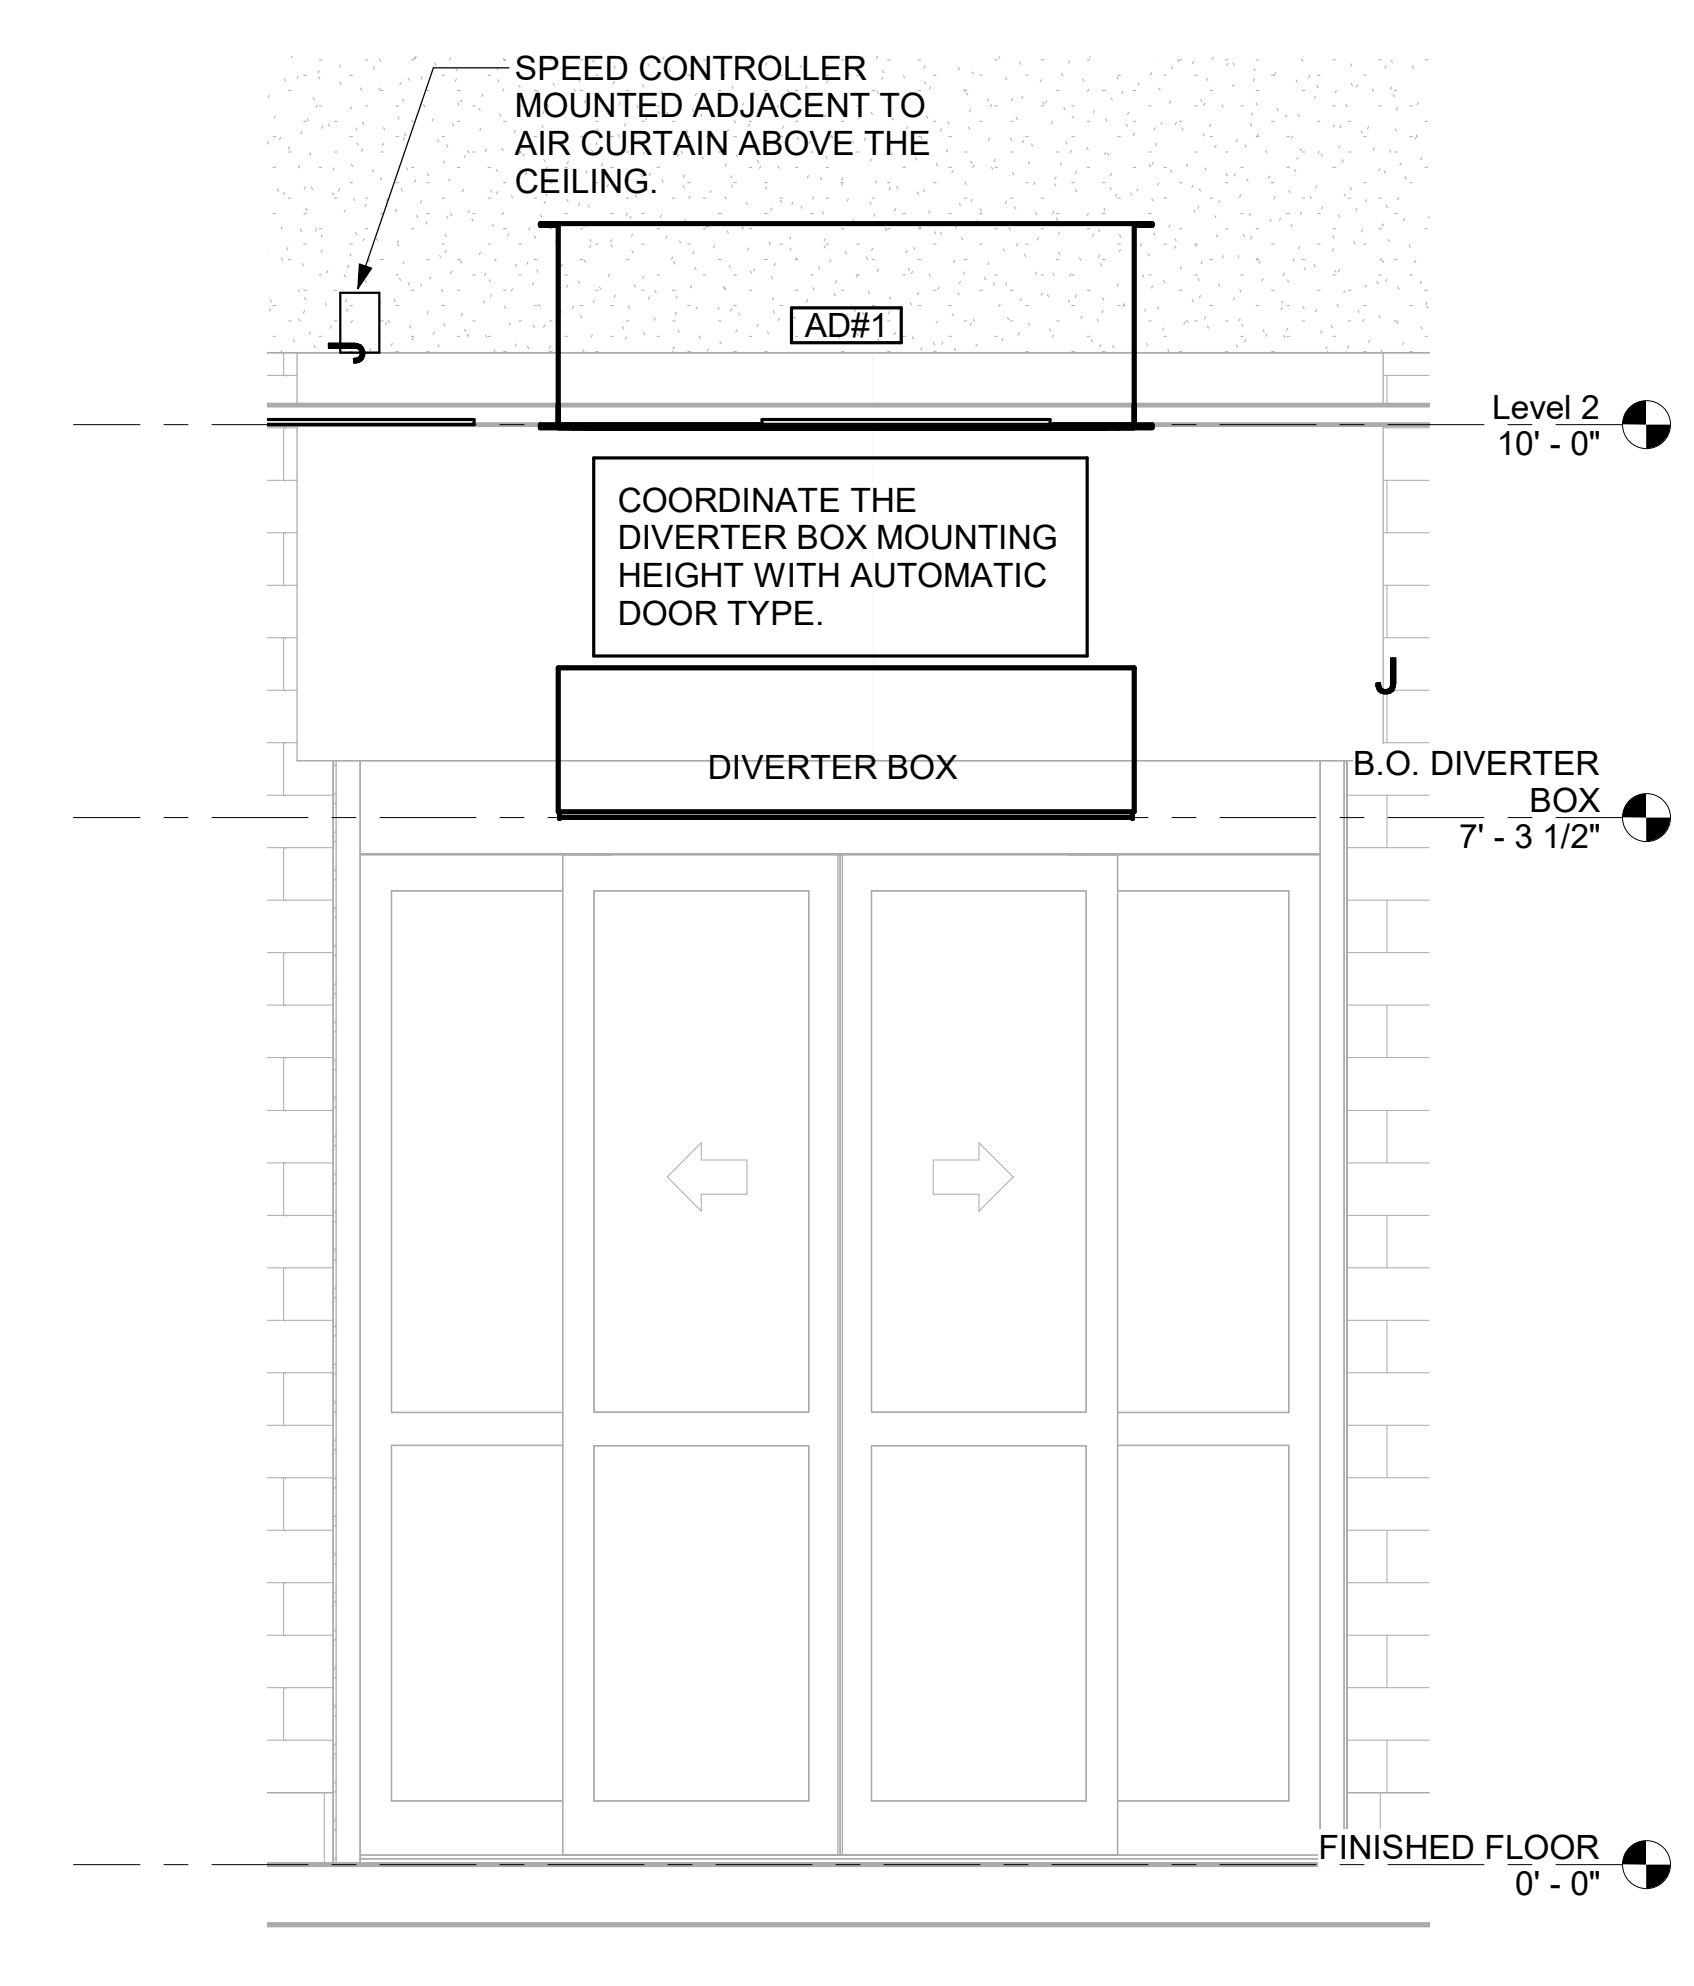 SPEED CONTROLLER
MOUNTED ADJACENT TO
AIR CURTAIN ABOVE THE
CEILING.
AD#1
J
Level 2
10' - 0"
COORDINATE THE
DIVERTER BOX MOUNTING
HEIGHT WITH AUTOMATIC
DOOR TYPE.
J
DIVERTER BOX
B.O. DIVERTER
BOX
7' - 3 1/2"
FINISHED FLOOR
0' - 0"